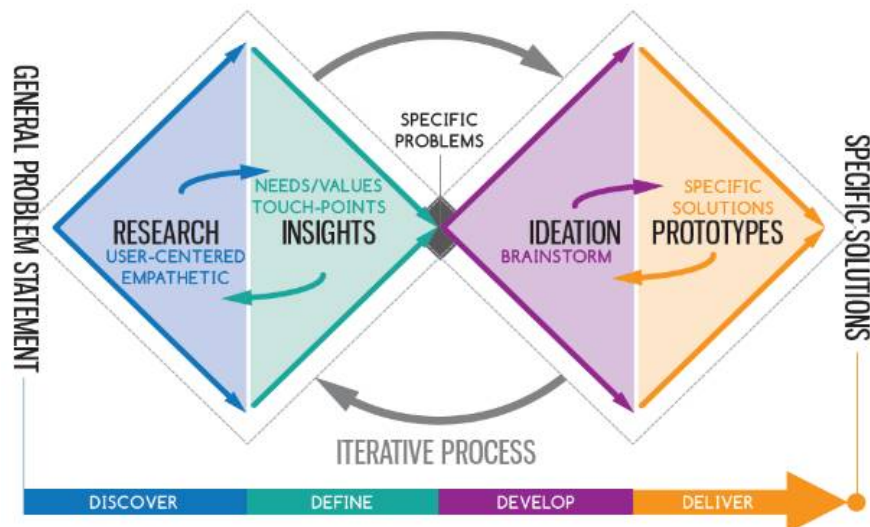 GENERAL PROBLEM STATEMENT
RESEARCH
USER-CENTERED
EMPATHETIC
NEEDS/VALUES
TOUCH-POINTS
INSIGHTS
SPECIFIC
PROBLEMS
IDEATION
BRAINSTORM
SPECIFIC
SOLUTIONS
PROTOTYPES
SPECIFIC SOLUTIONS
ITERATIVE PROCESS
DISCOVER
DEFINE
DEVELOP
DELIVER